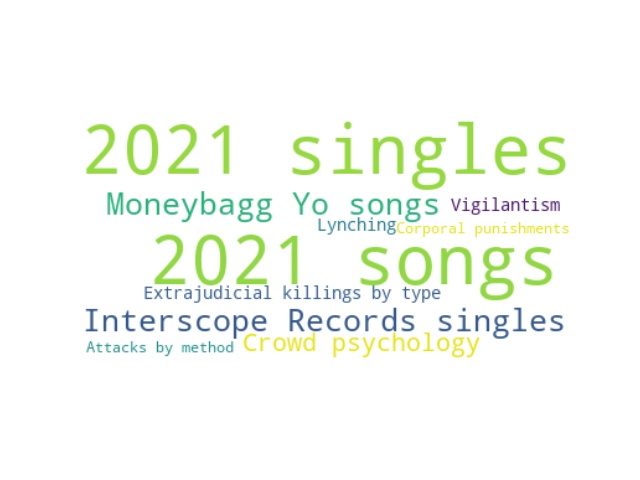 2021 singles
Moneybagg Yo songs
Vigilantism
Lynching
Corporal punishments
2021 songs
Extrajudicial killings by type
Interscope Records singles
Attacks by method
Crowd psychology